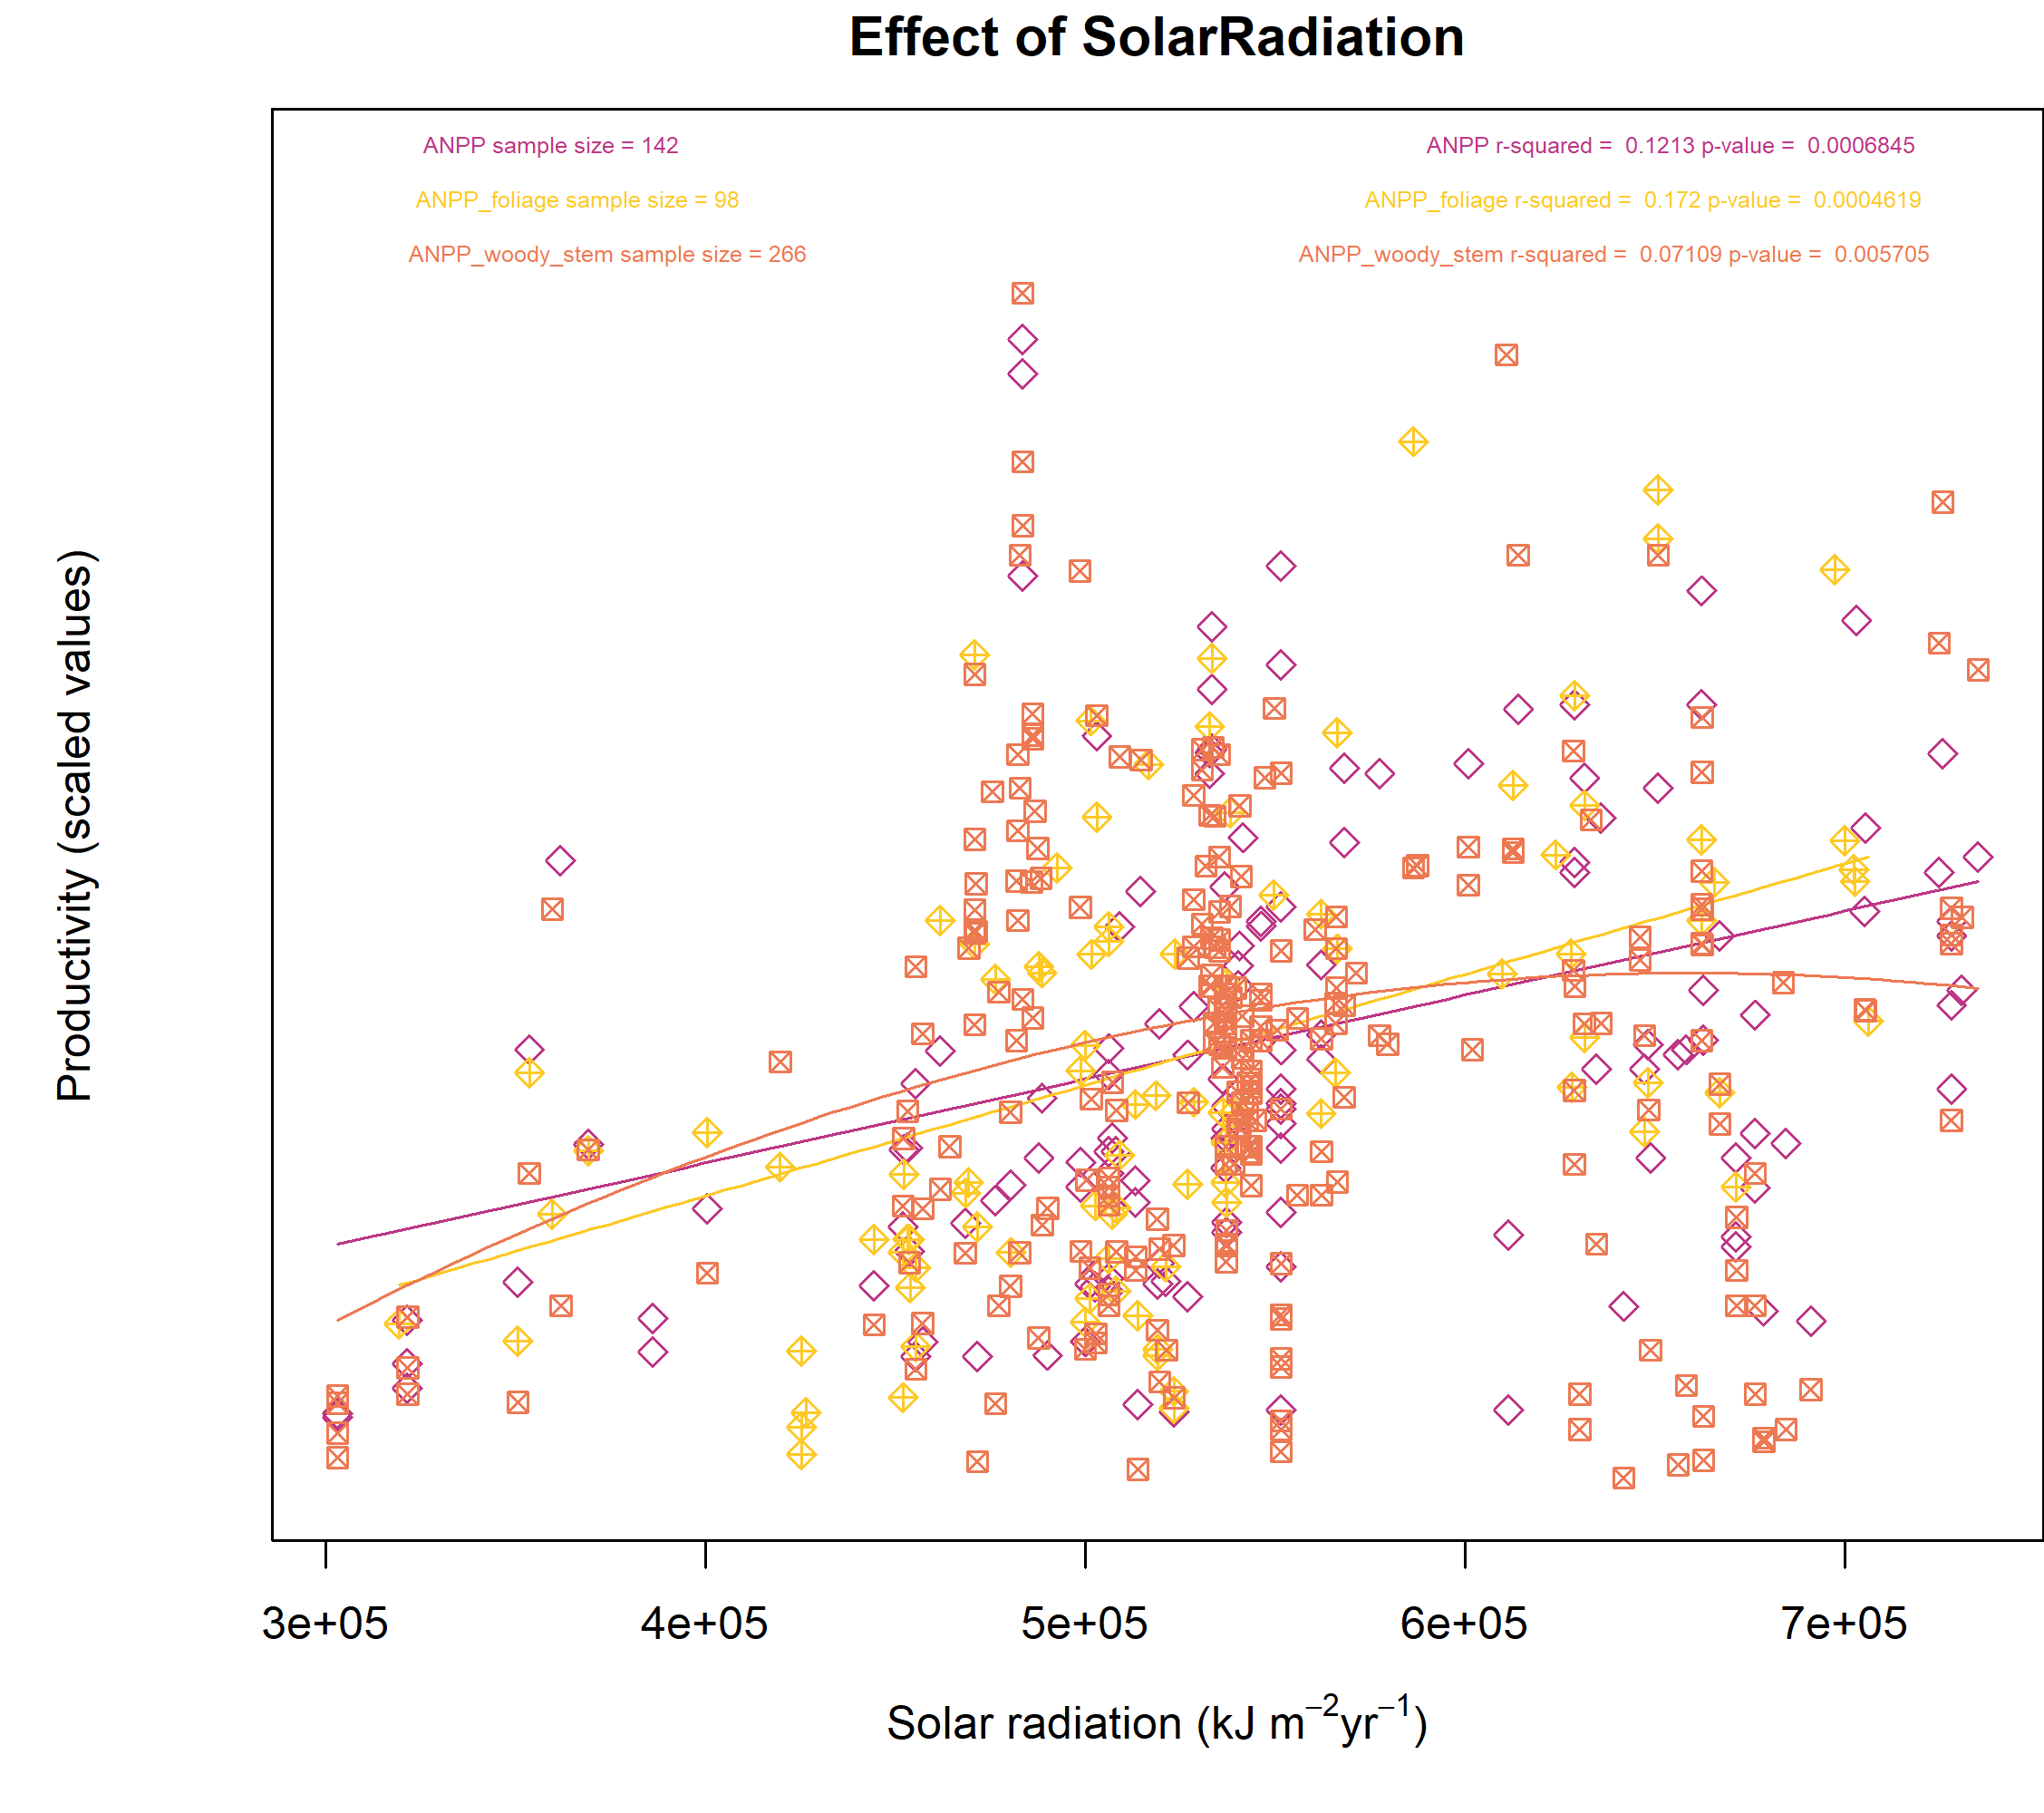 Effect of SolarRadiation
ANPP sample size = 142
ANPP r-squared =  0.1213 p-value =  0.0006845
ANPP_foliage sample size = 98
ANPP_foliage r-squared =  0.172 p-value =  0.0004619
ANPP_woody_stem sample size = 266
ANPP_woody_stem r-squared =  0.07109 p-value =  0.005705
Productivity (scaled values)
3e+05 4e+05 5e+05 6e+05 7e+05
Solar radiation (kJ m⁻²yr⁻¹)